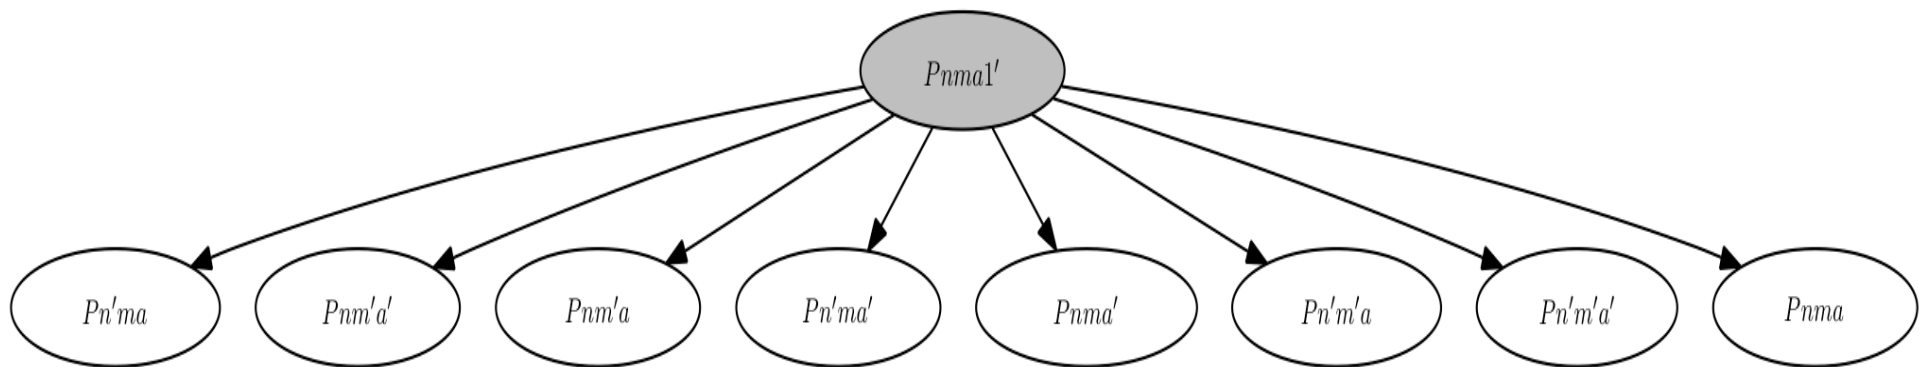 Pnma1′
Pn′ma Pnm′a′ Pnm′a Pn′ma′ Pnma′ Pn′m′a Pn′m′a′ Pnma